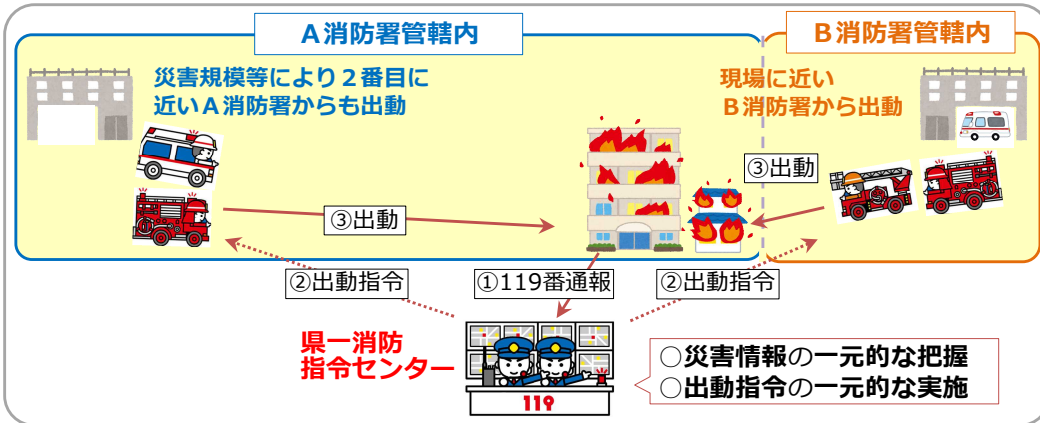 A消防署管轄内
B消防署管轄内
災害規模等により2番目に
近いA消防署からも出動
現場に近い
B消防署から出動
③出動
③出動
②出動指令
①119番通報
②出動指令
県一消防
指令センター
119
○災害情報の一元的な把握
○出動指令の一元的な実施